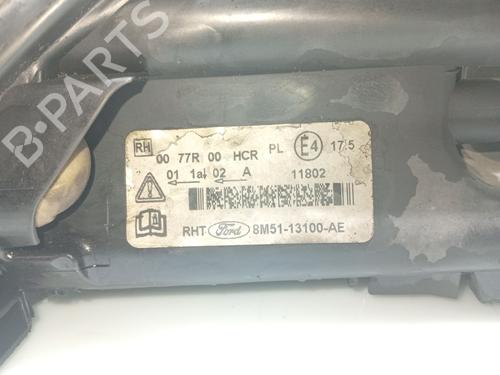 B-PARTS
RH 00 77R 00 HCR PL E4 17.5
01 1a 02 A 11802
RHT Ford 8M51-13100-AE